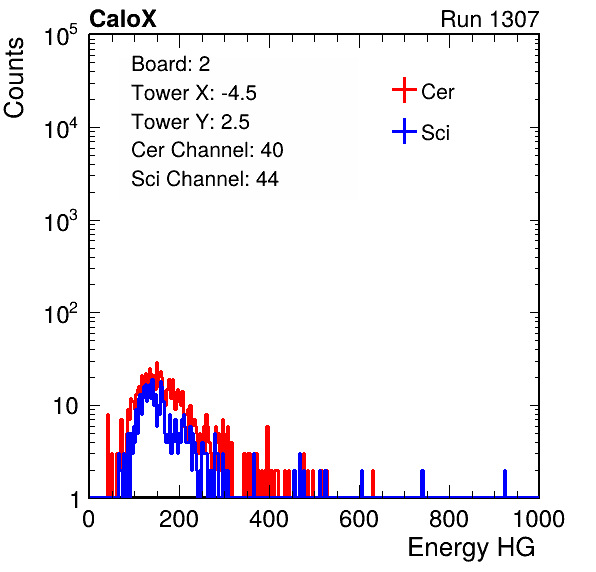 CaloX Run 1307
Counts
10^5
10^4
10^3
10^2
10
1
Board: 2
Tower X: -4.5
Tower Y: 2.5
Cer Channel: 40
Sci Channel: 44
Cer
Sci
0 200 400 600 800 1000
Energy HG